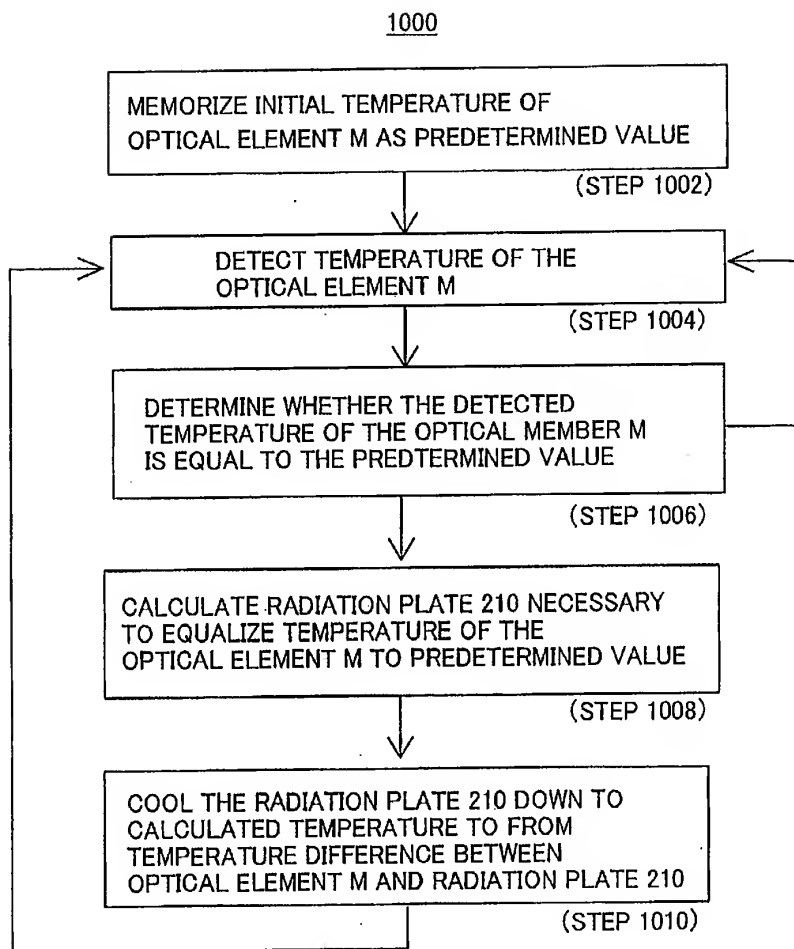 1000
MEMORIZE INITIAL TEMPERATURE OF
OPTICAL ELEMENT M AS PREDETERMINED VALUE
(STEP 1002)
DETECT TEMPERATURE OF THE
OPTICAL ELEMENT M
(STEP 1004)
DETERMINE WHETHER THE DETECTED
TEMPERATURE OF THE OPTICAL MEMBER M
IS EQUAL TO THE PREDTERMINED VALUE
(STEP 1006)
CALCULATE RADIATION PLATE 210 NECESSARY
TO EQUALIZE TEMPERATURE OF THE
OPTICAL ELEMENT M TO PREDETERMINED VALUE
(STEP 1008)
COOL THE RADIATION PLATE 210 DOWN TO
CALCULATED TEMPERATURE TO FROM
TEMPERATURE DIFFERENCE BETWEEN
OPTICAL ELEMENT M AND RADIATION PLATE 210
(STEP 1010)